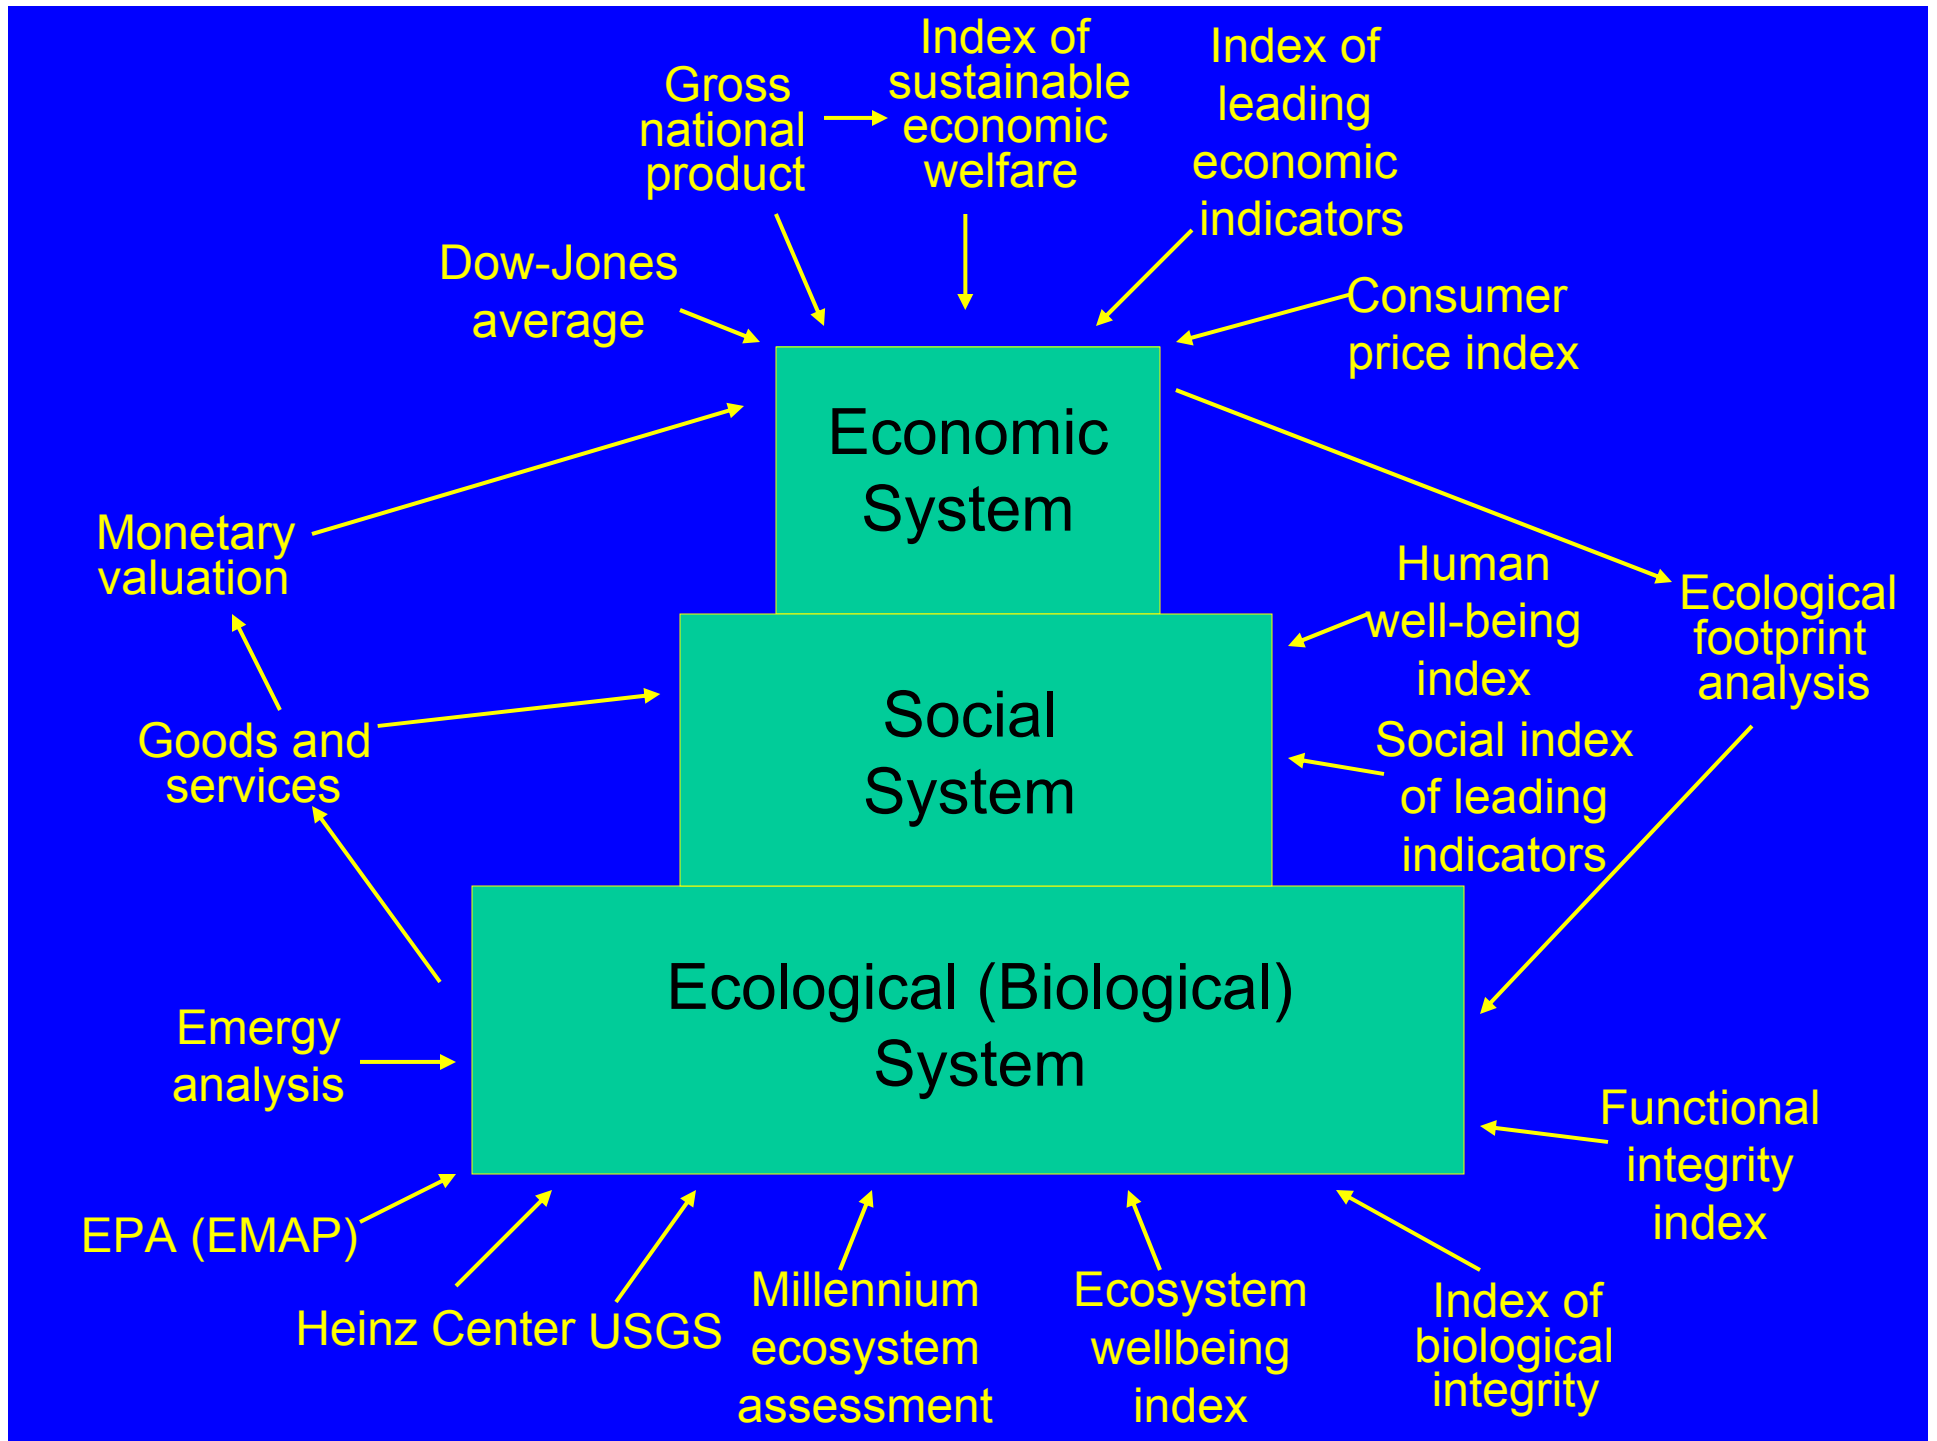 Gross
national
product
Index of
sustainable
economic
welfare
Index of
leading
economic
indicators
Dow-Jones
average
Consumer
price index
Economic
System
Monetary
valuation
Human
well-being
index
Ecological
footprint
analysis
Social
System
Goods and
services
Social index
of leading
indicators
Ecological (Biological)
System
Emergy
analysis
Functional
integrity
index
EPA (EMAP)
Heinz Center
USGS
Millennium
ecosystem
assessment
Ecosystem
wellbeing
index
Index of
biological
integrity